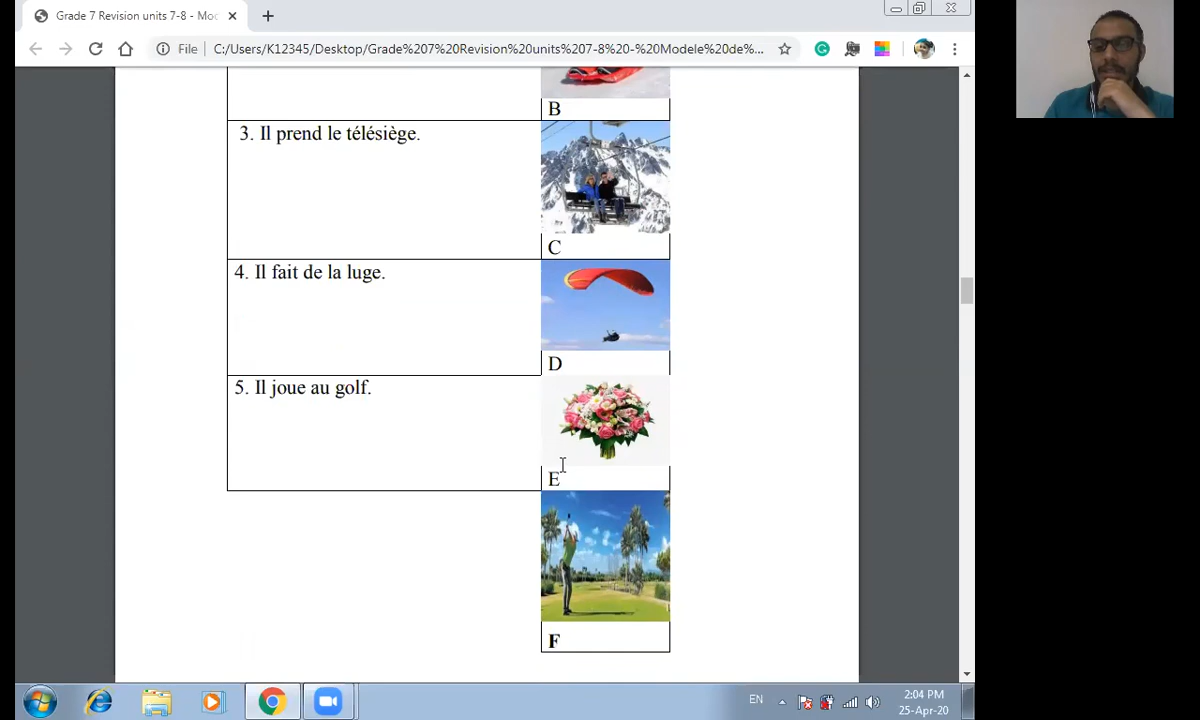 Grade 7 Revision units 7-8 - Mod
File C:/Users/K12345/Desktop/Grade%207%20Revision%20units%207-8%20-%20Modele%20de%...
B
3. Il prend le télésiège.
C
4. Il fait de la luge.
D
5. Il joue au golf.
E
F
EN
2:04 PM
25-Apr-20